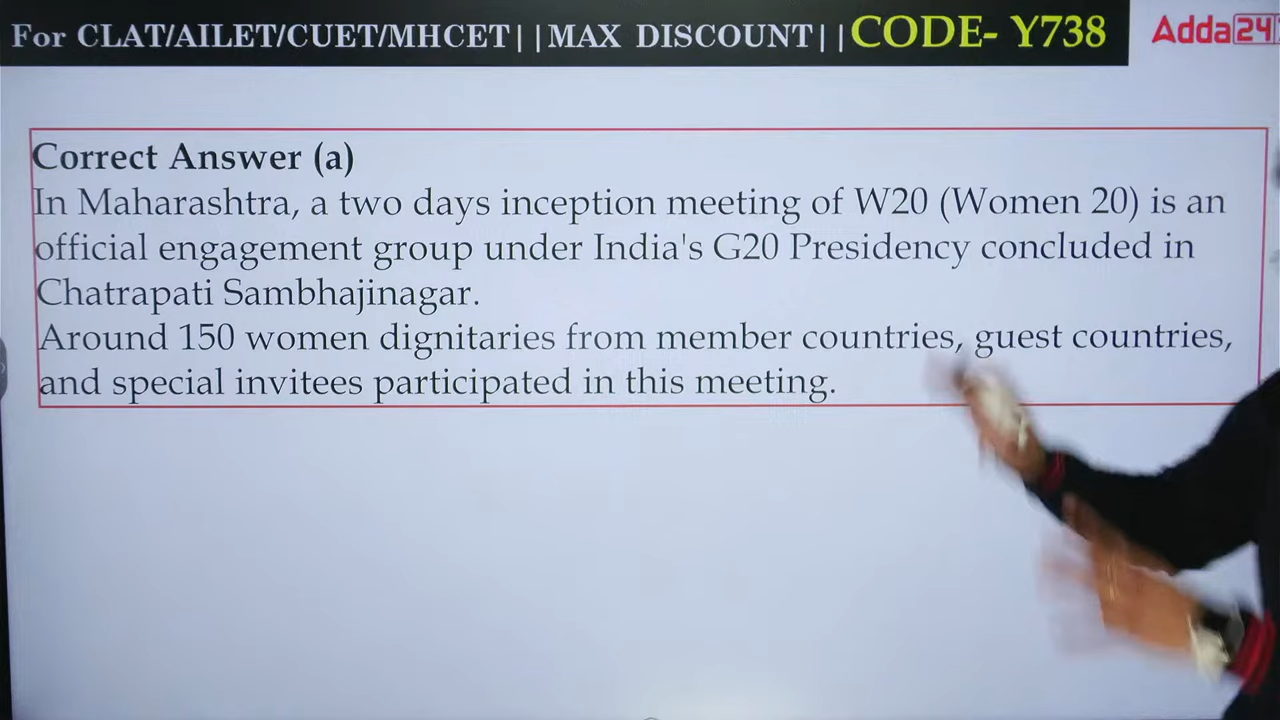 For CLAT/AILET/CUET/MHCET||MAX DISCOUNT||CODE- Y738
Adda24
Correct Answer (a)
In Maharashtra, a two days inception meeting of W20 (Women 20) is an
official engagement group under India's G20 Presidency concluded in
Chatrapati Sambhajinagar.
Around 150 women dignitaries from member countries, guest countries,
and special invitees participated in this meeting.